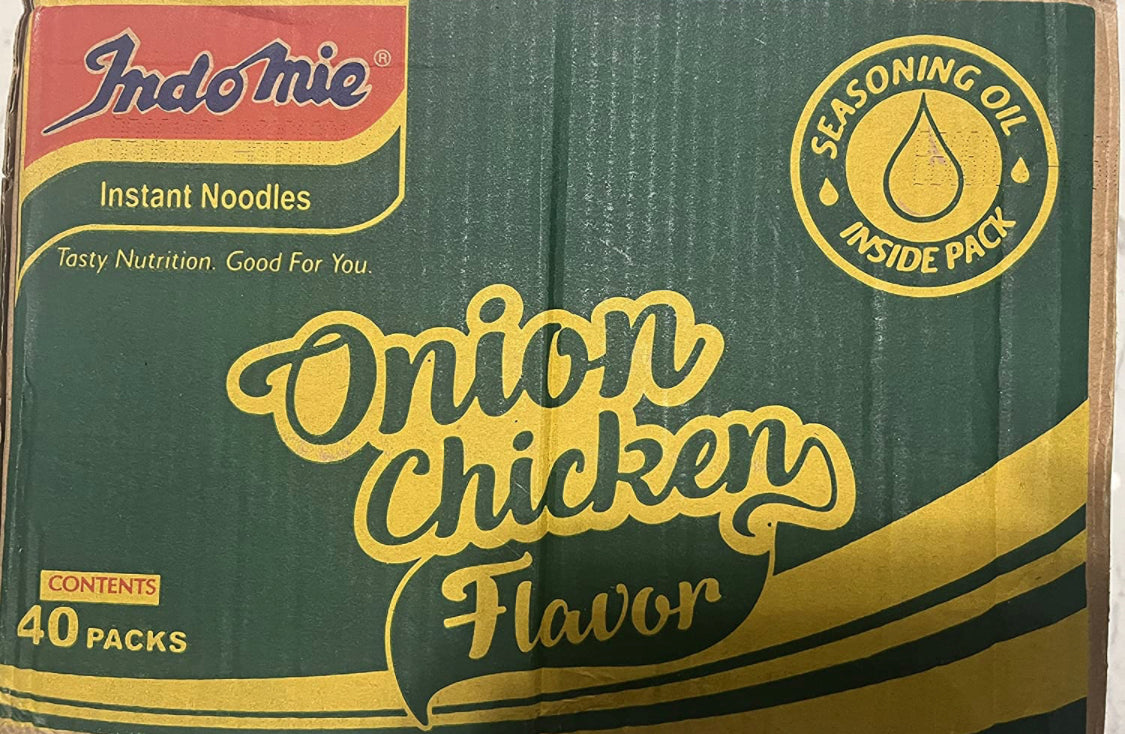 Indomie®
Instant Noodles
Tasty Nutrition. Good For You.
SEASONING OIL
INSIDE PACK
Onion
Chicken
Flavor
CONTENTS
40 PACKS